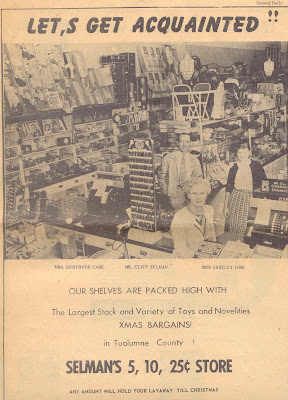 LET,S GET ACQUAINTED !!
MRS. GERTRUDE CASE MR. CLIFF SELMAN MISS SHIRLEY
OUR SHELVES ARE PACKED HIGH WITH
The Largest Stock and Variety of Toys and Novelities
XMAS BARGAINS!
in Tuolumne County !
SELMAN'S 5, 10, 25¢ STORE
ANY AMOUNT WILL HOLD YOUR LAYAWAY TILL CHRISTMAS